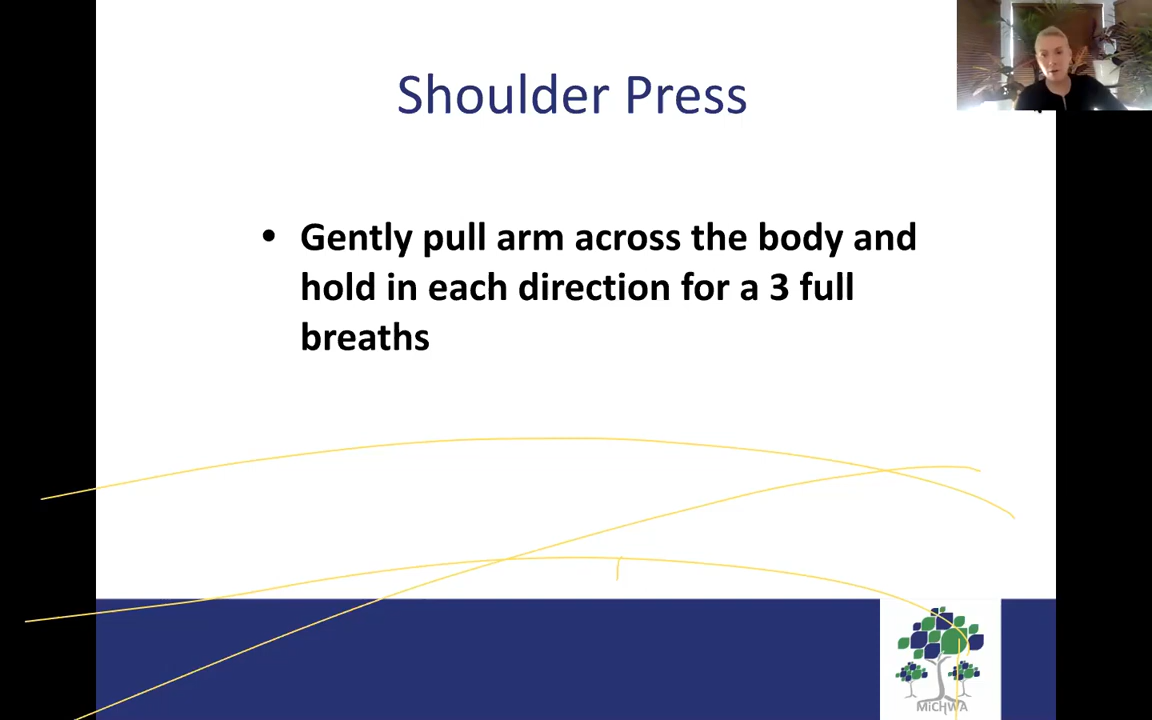 Shoulder Press
• Gently pull arm across the body and
hold in each direction for a 3 full
breaths
MiCHWA